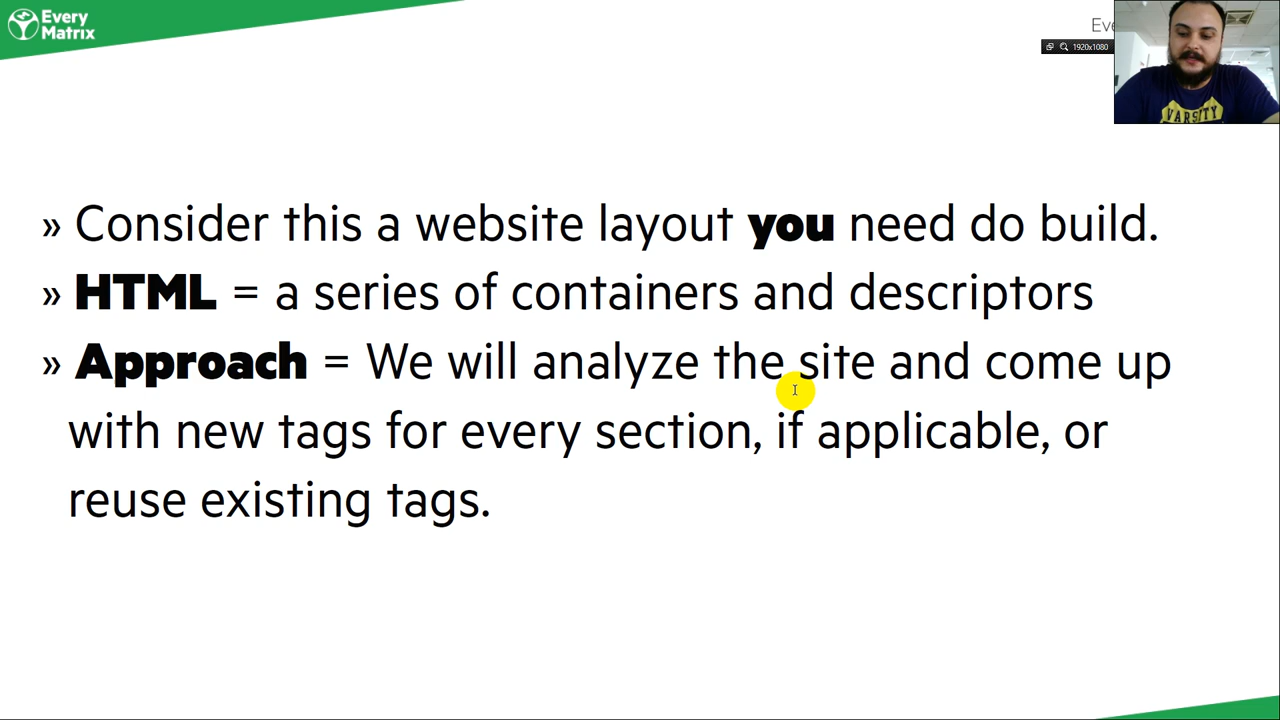 Every
Matrix
Eve
1920x1080
VARSITY
» Consider this a website layout you need do build.
» HTML = a series of containers and descriptors
» Approach = We will analyze the site and come up
with new tags for every section, if applicable, or
reuse existing tags.